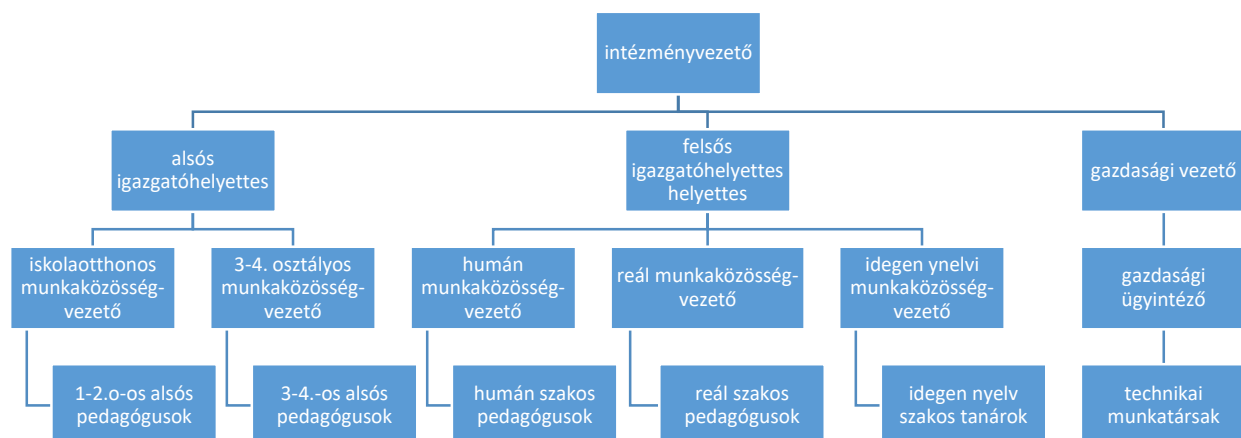 intézményvezető
alsós
igazgatóhelyettes
felsős
igazgatóhelyettes
helyettes
gazdasági vezető
iskolaotthonos
munkaközösség-
vezető
3-4. osztályos
munkaközösség-
vezető
humán
munkaközösség-
vezető
reál munkaközösség-
vezető
idegen ynelvi
munkaközösség-
vezető
gazdasági
ügyintéző
1-2.o-os alsós
pedagógusok
3-4.-os alsós
pedagógusok
humán szakos
pedagógusok
reál szakos
pedagógusok
idegen nyelv
szakos tanárok
technikai
munkatársak